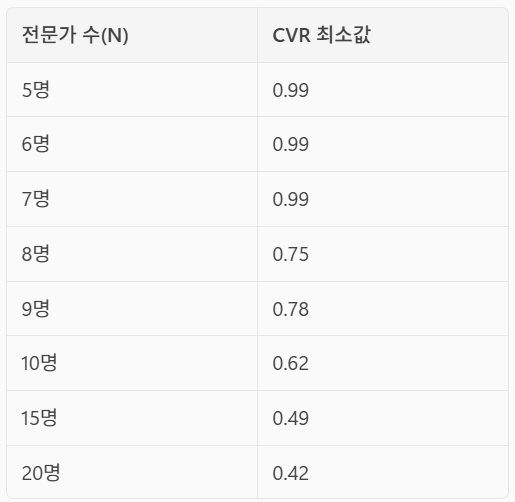 전문가 수(N) CVR 최소값
5명 0.99
6명 0.99
7명 0.99
8명 0.75
9명 0.78
10명 0.62
15명 0.49
20명 0.42